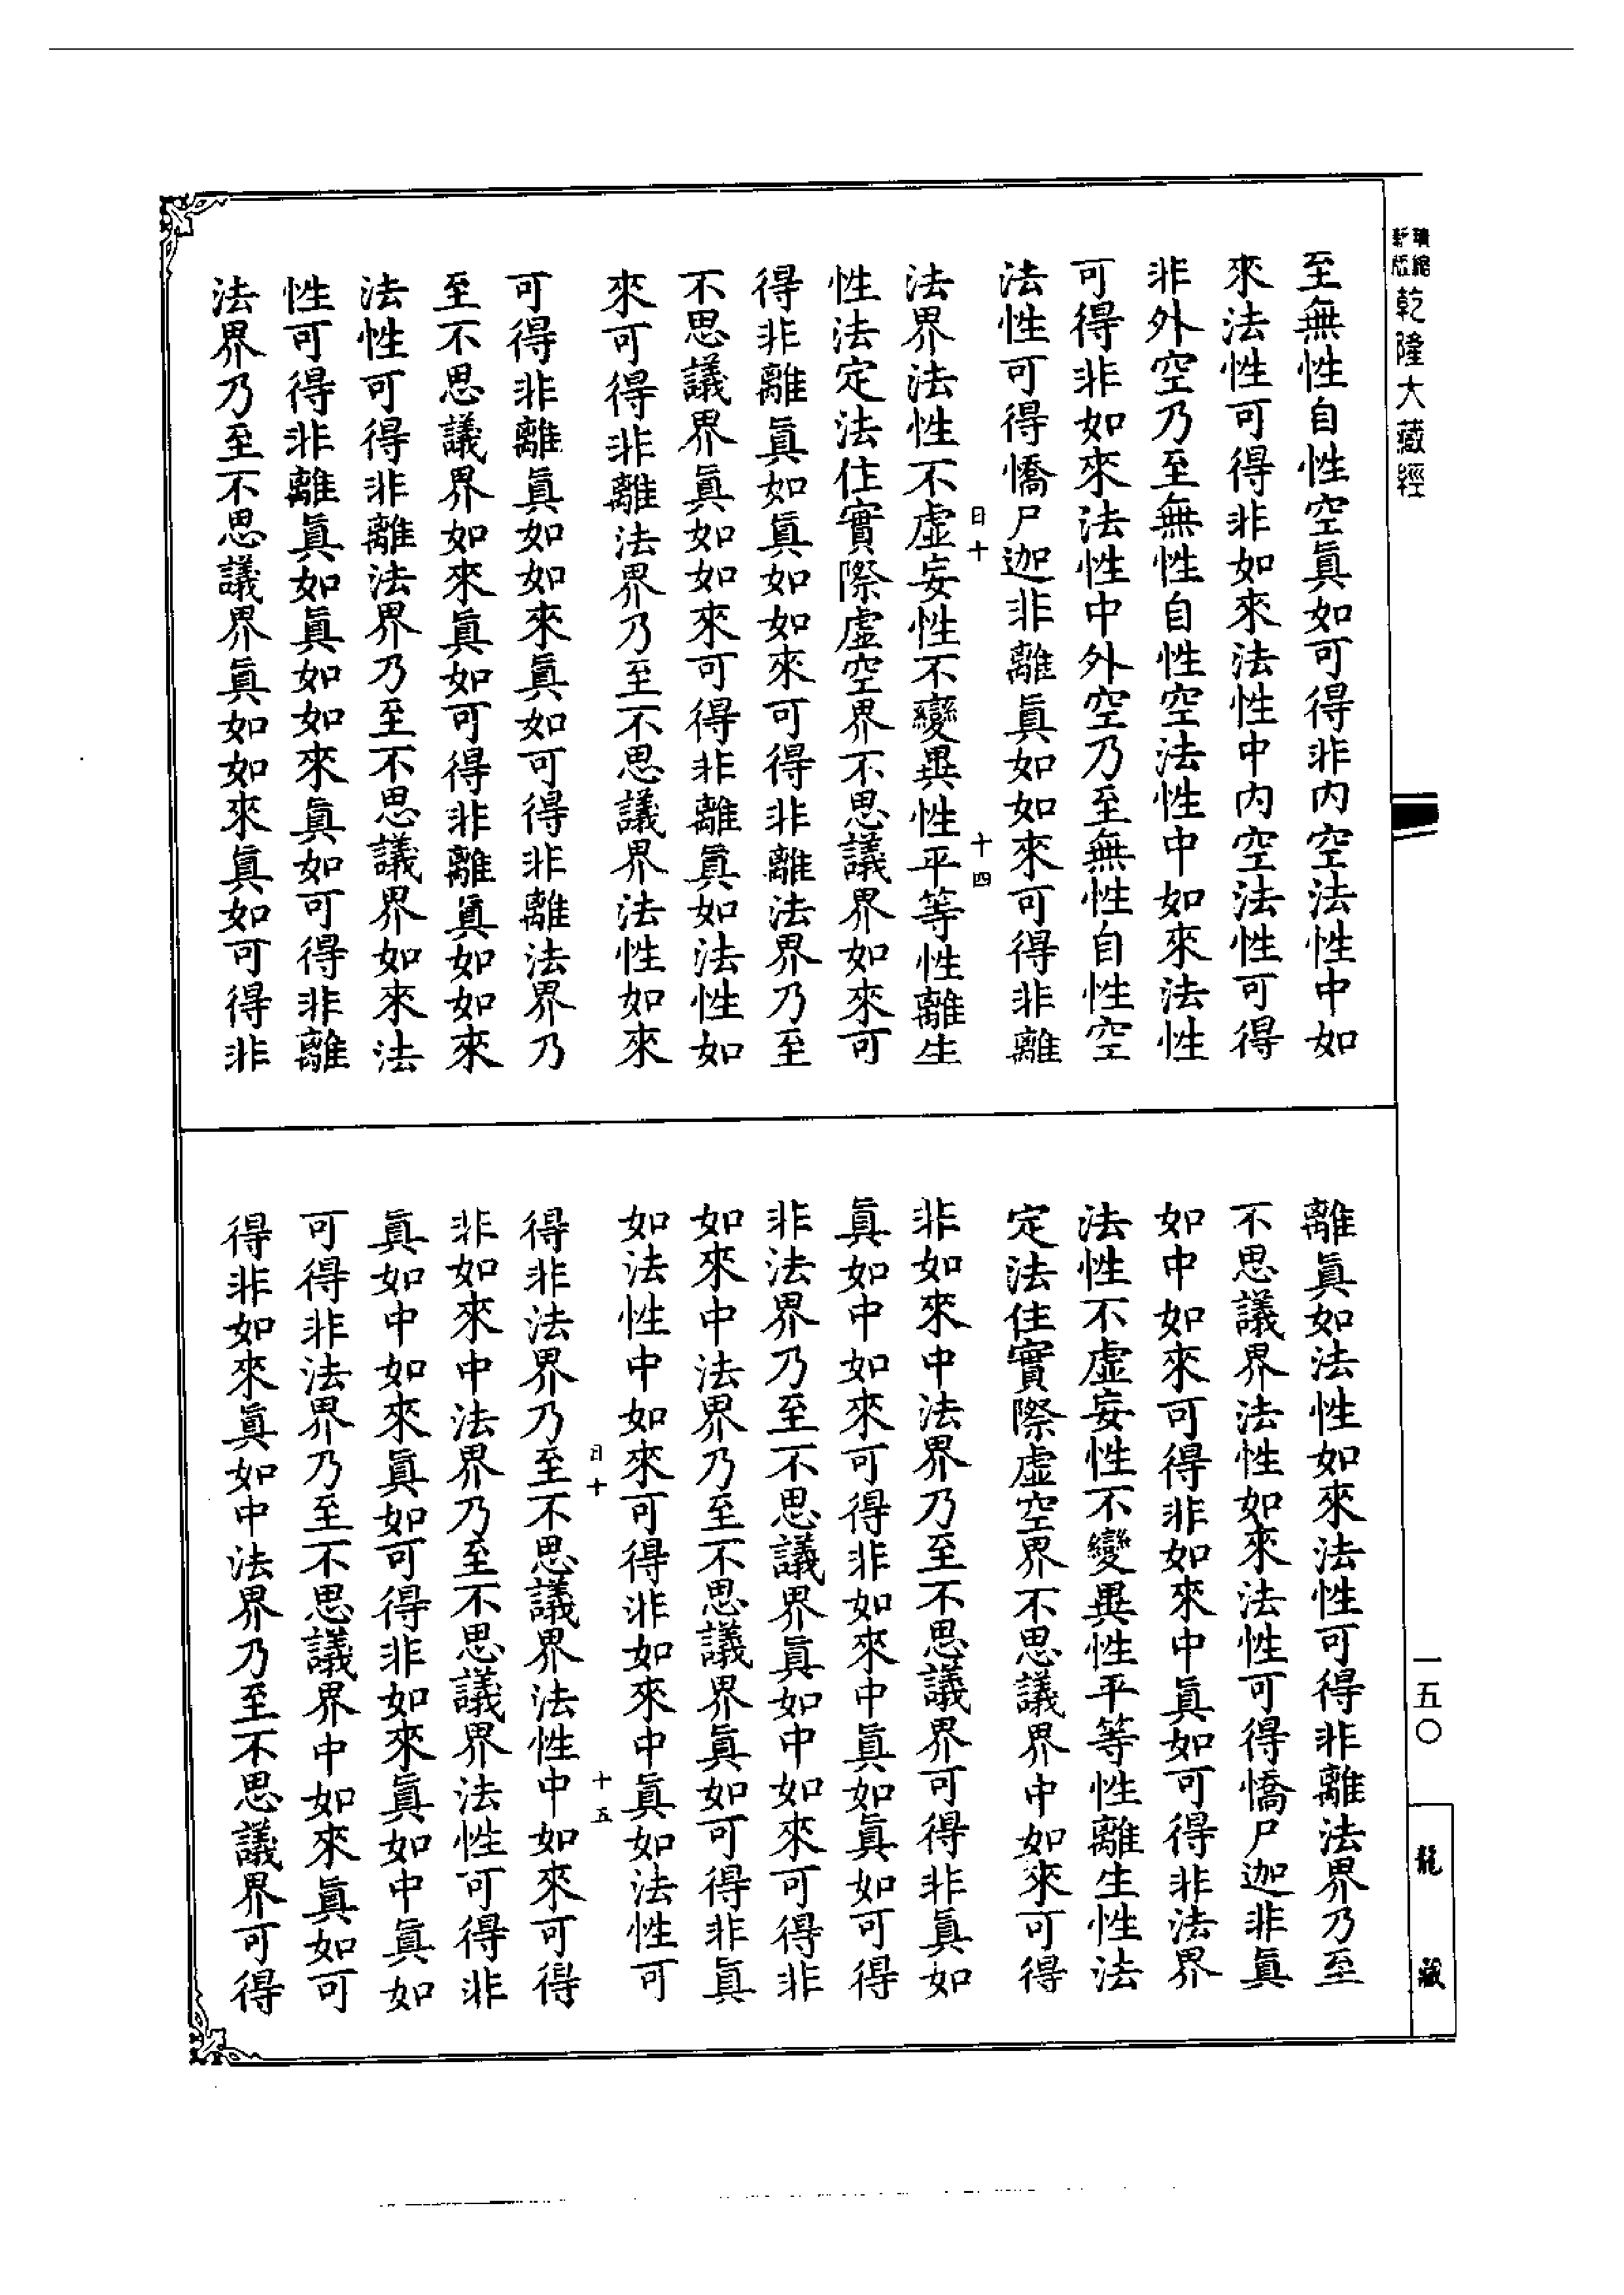 新版
精縮
乾隆大藏經
至無性自性空眞如可得非内空法性中如
來法性可得非如來法性中内空法性可得
非外空乃至無性自性空法性中如來法性
可得非如來法性中外空乃至無性自性空
法性可得憍尸迦非離眞如如來可得非離
日十
十四
法界法性不虛妄性不變異性平等性離生
性法定法住實際虛空界不思議界如來可
得非離眞如眞如如來可得非離法界乃至
不思議界眞如如來可得非離眞如法性如
來可得非離法界乃至不思議界法性如來
可得非離眞如如來眞如可得非離法界乃
至不思議界如來眞如可得非離眞如如來
法性可得非離法界乃至不思議界如來法
性可得非離眞如眞如如來眞如可得非離
法界乃至不思議界眞如如來眞如可得非
離眞如法性如來法性可得非離法界乃至
不思議界法性如來法性可得憍尸迦非眞
如中如來可得非如來中眞如可得非法界
法性不虛妄性不變異性平等性離生性法
定法住實際虛空界不思議界中如來可得
非如來中法界乃至不思議界可得非眞如
眞如中如來可得非如來中眞如眞如可得
非法界乃至不思議界眞如中如來可得非
如來中法界乃至不思議界眞如可得非眞
如法性中如來可得非如來中眞如法性可
日十
十五
得非法界乃至不思議界法性中如來可得
非如來中法界乃至不思議界法性可得非
眞如中如來眞如可得非如來眞如中眞如
可得非法界乃至不思議界中如來眞如可
得非如來眞如中法界乃至不思議界可得
一五〇
龍藏